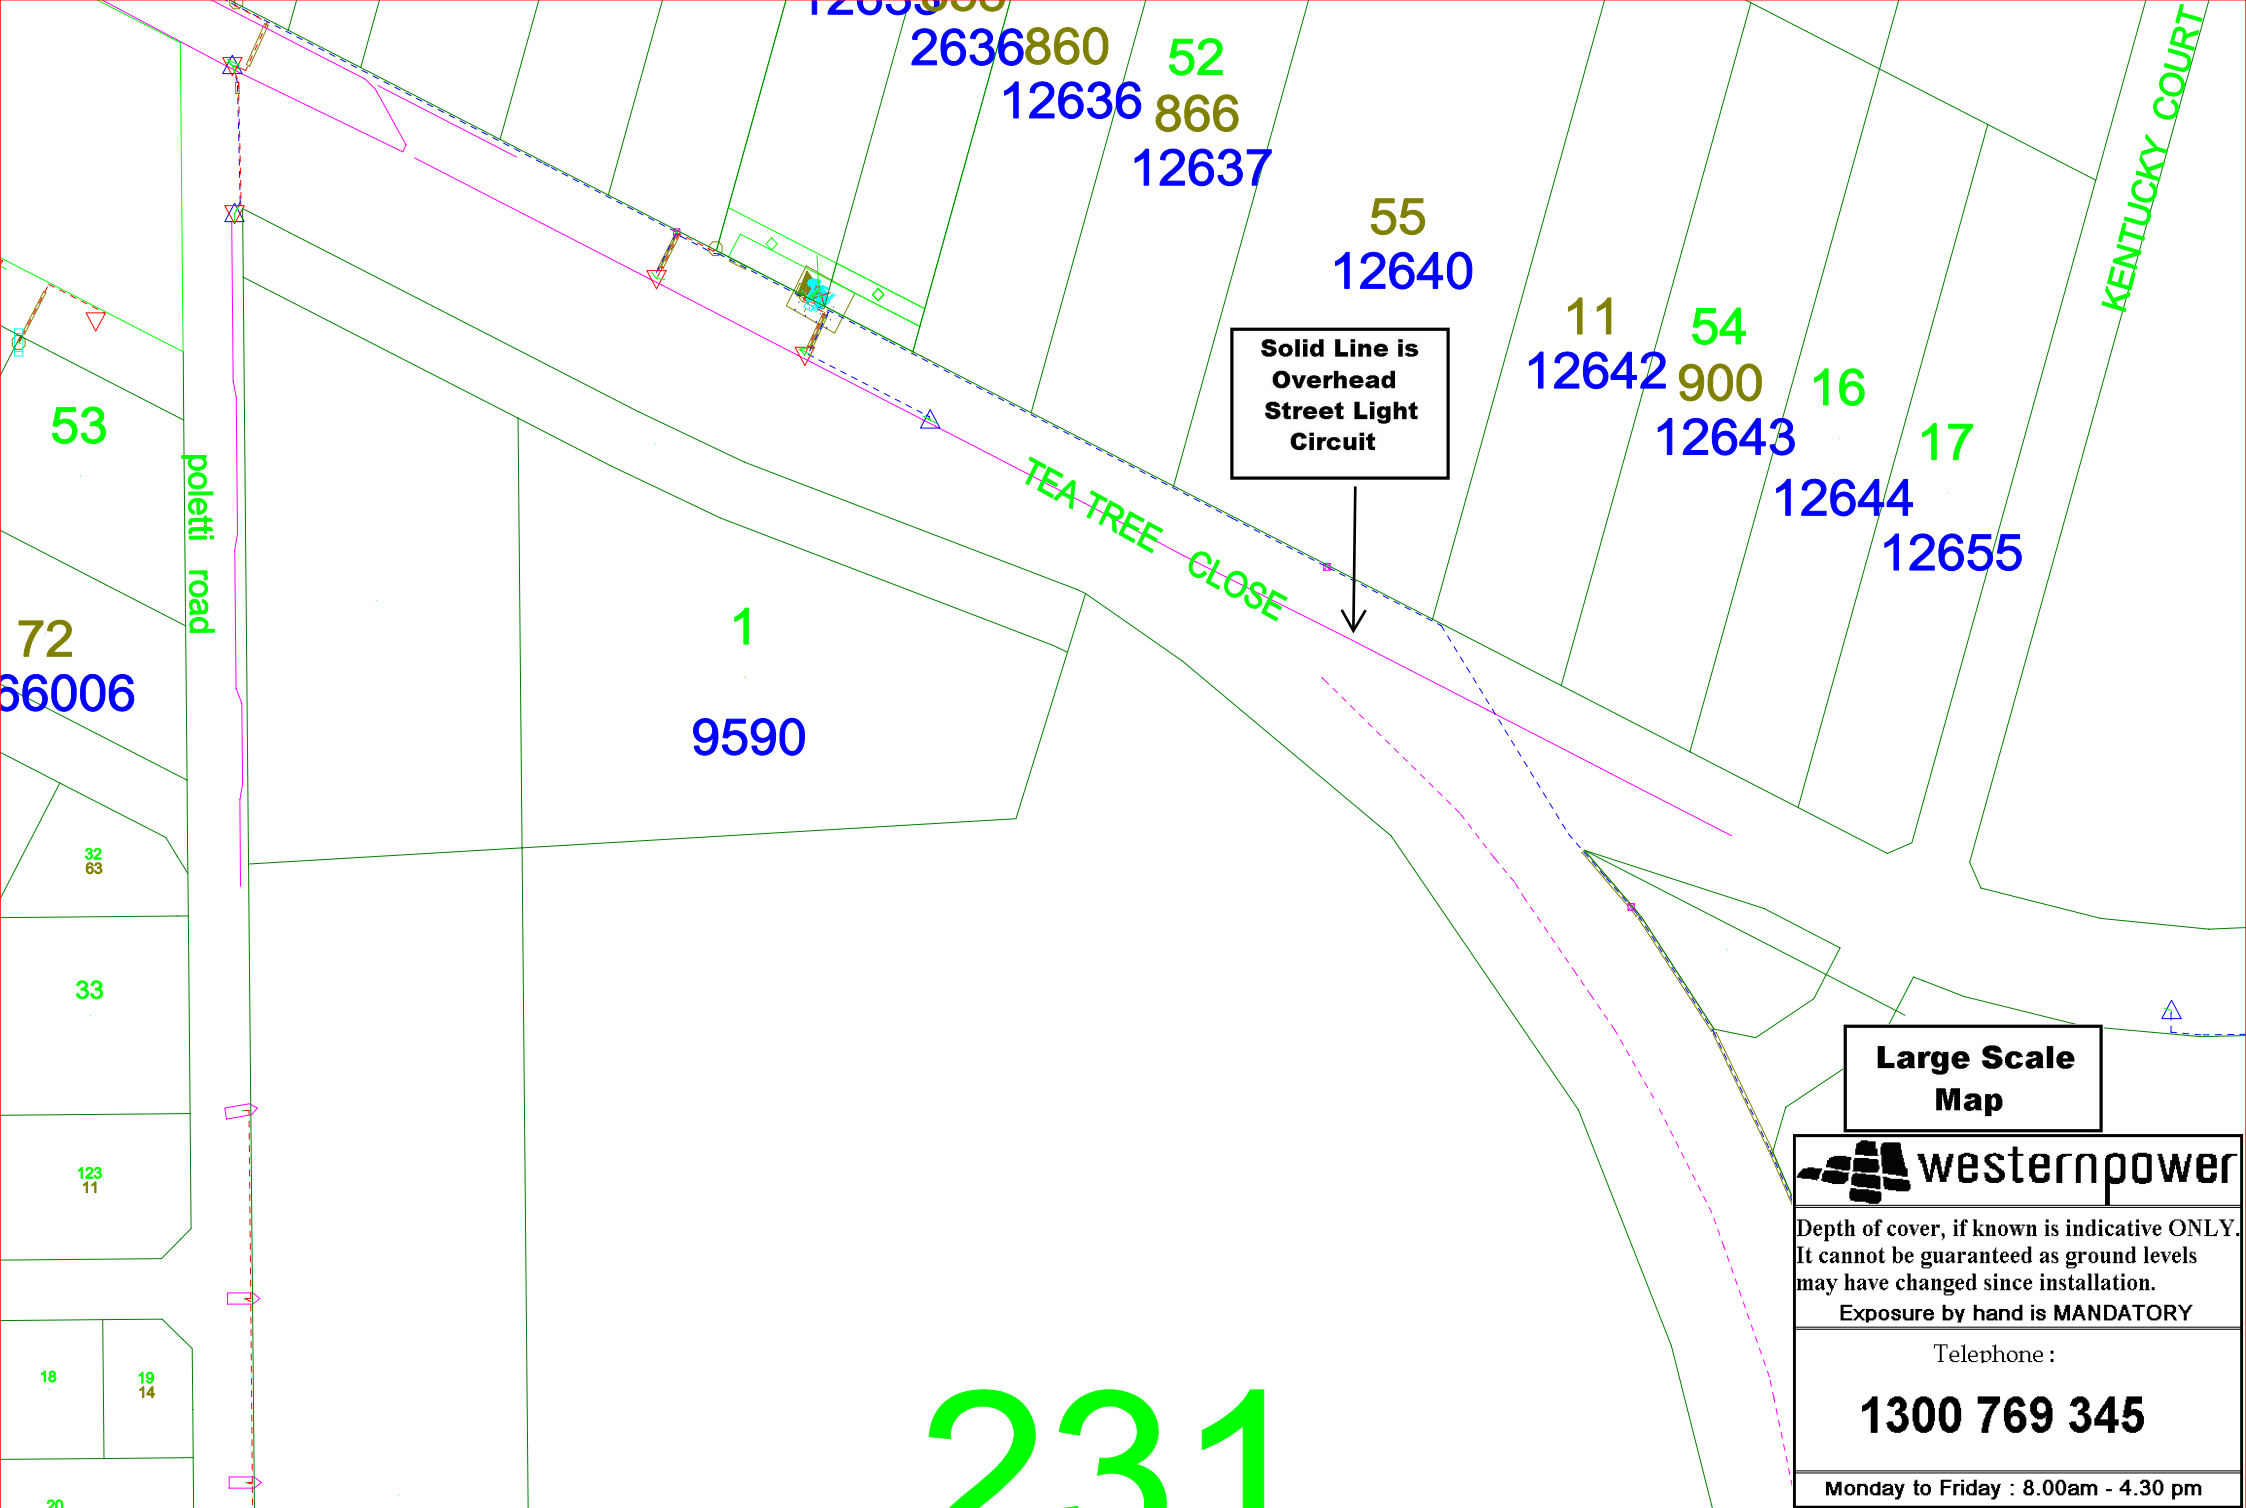 2636
860
12636
52
866
12637
55
12640
11
12642
54
900
12643
16
12644
17
12655
KENTUCKY COURT
Solid Line is
Overhead
Street Light
Circuit
TEA TREE CLOSE
poletti road
53
72
66006
1
9590
32
63
33
123
11
18
19
14
20
231
Large Scale
Map
westernpower
Depth of cover, if known is indicative ONLY.
It cannot be guaranteed as ground levels
may have changed since installation.
Exposure by hand is MANDATORY
Telephone :
1300 769 345
Monday to Friday : 8.00am - 4.30 pm